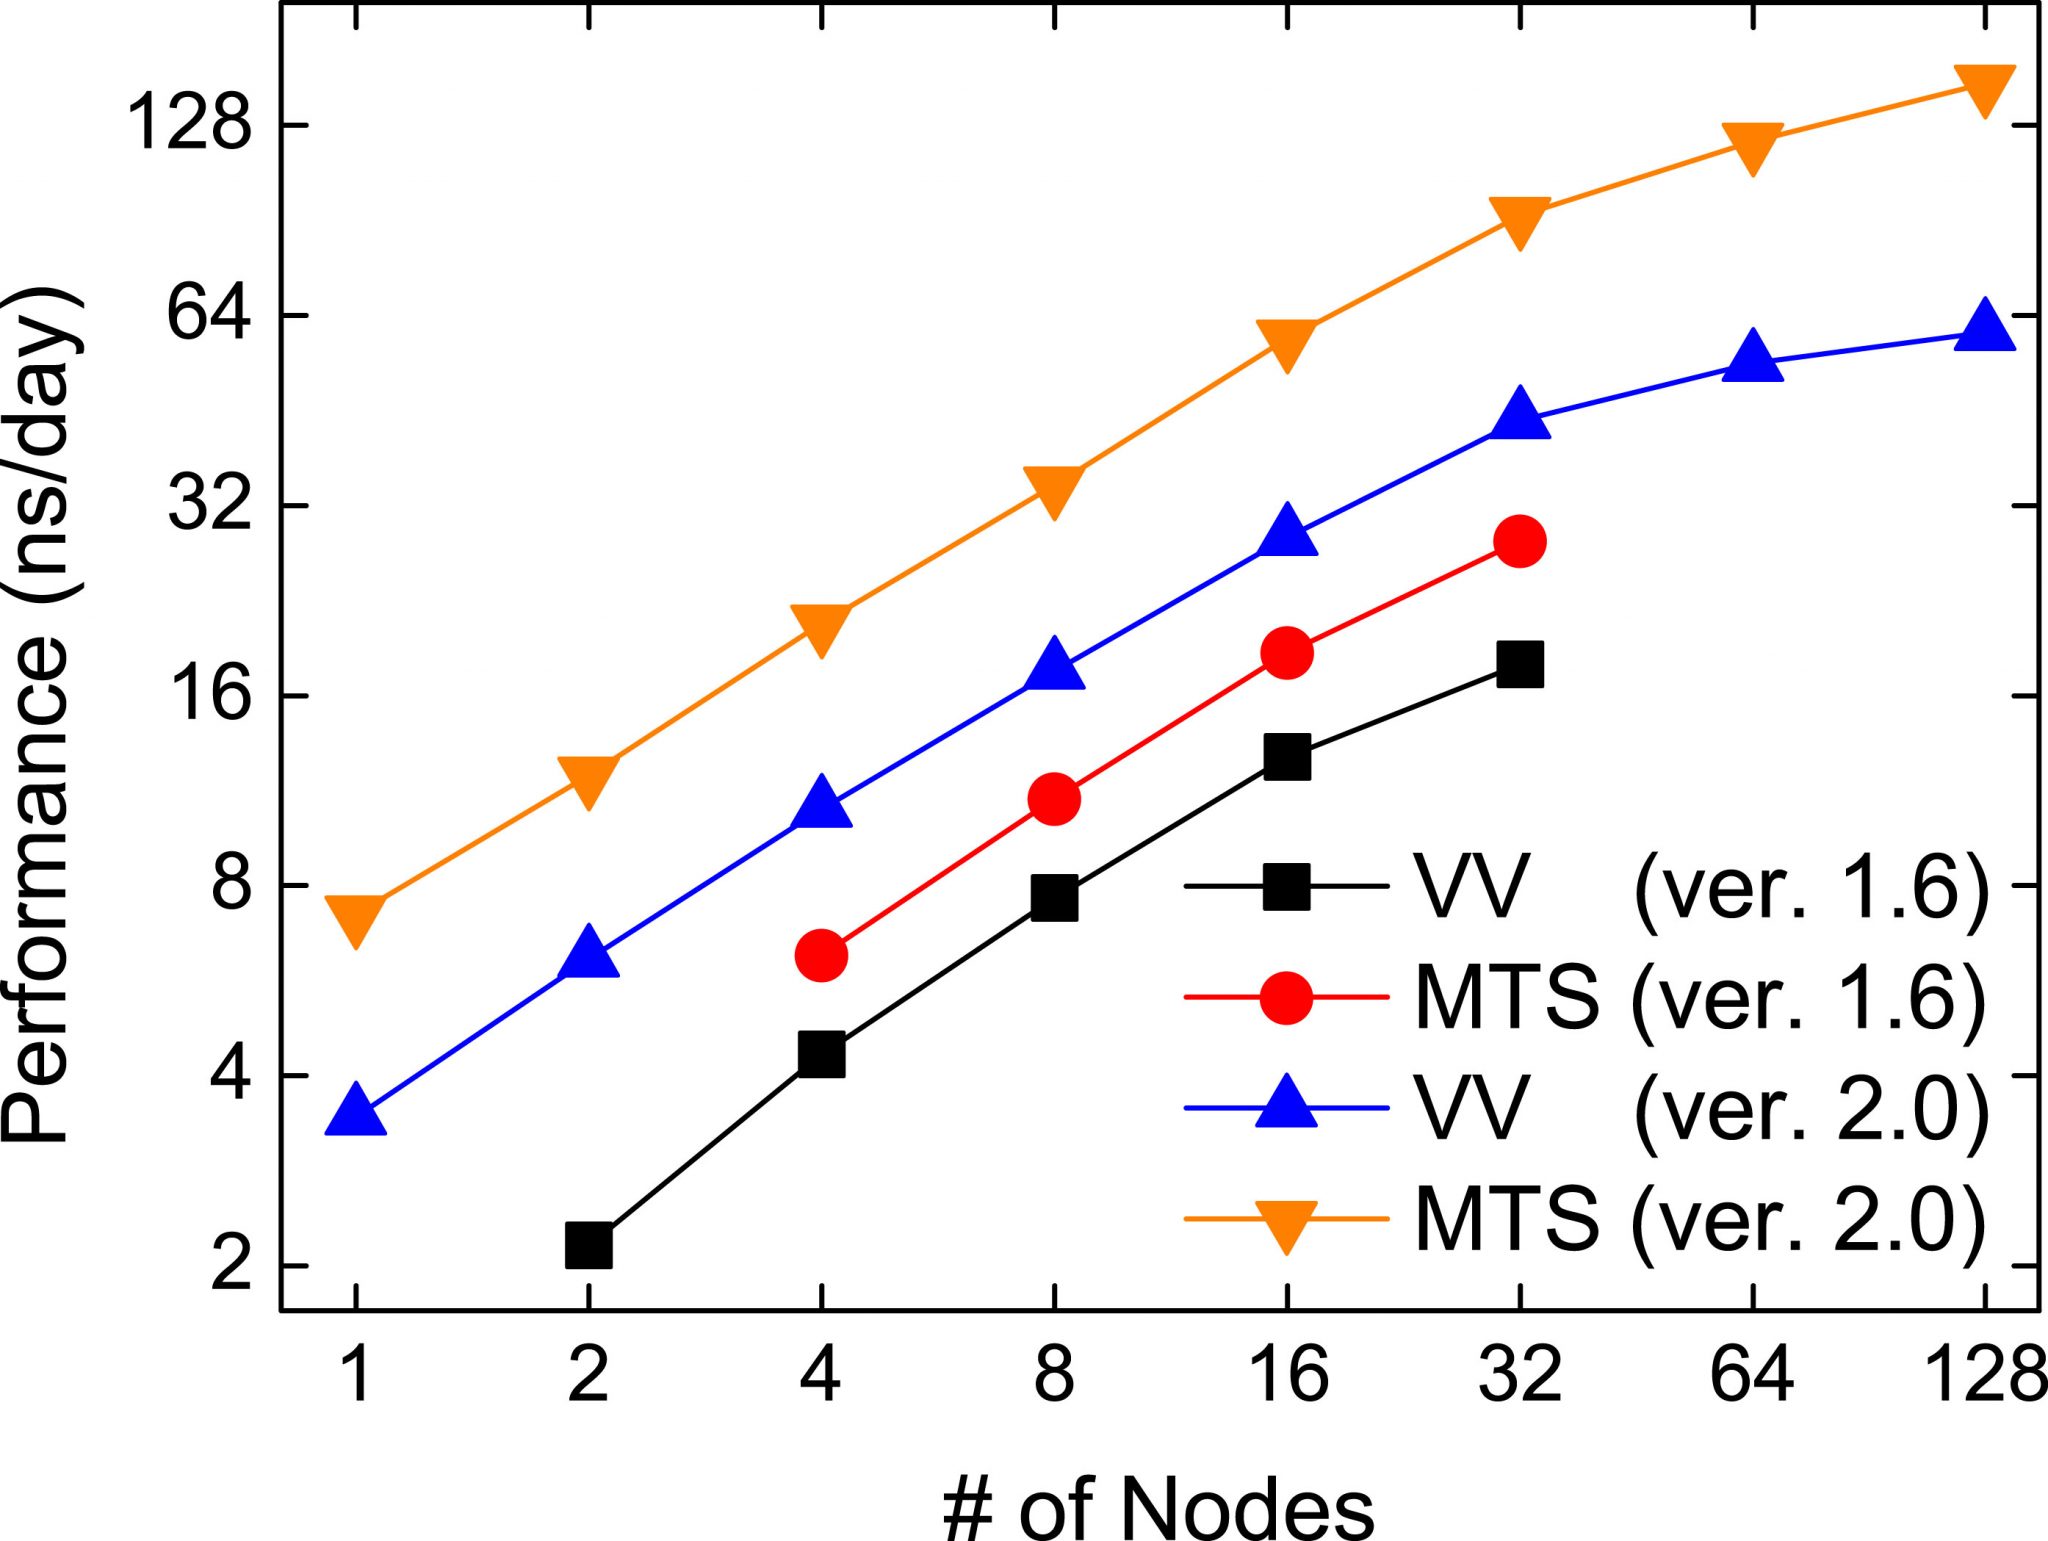 Performance (ns/day)
128
64
32
16
8
4
2
VV (ver. 1.6)
MTS (ver. 1.6)
VV (ver. 2.0)
MTS (ver. 2.0)
1 2 4 8 16 32 64 128
# of Nodes